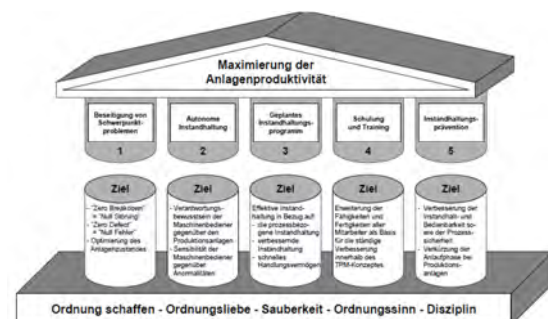 Maximierung der
Anlagenproduktivität
Beseitigung von
Schwerpunkt-
problemen
1
Autonome
Instandhaltung
2
Geplantes
Instandhaltungs-
programm
3
Schulung
und Training
4
Instandhaltungs-
prävention
5
Ziel
- "Zero Breakdown"
= "Null Störung"
- "Zero Defect"
= "Null Fehler"
- Optimierung des
Anlagenzustandes
Ziel
- Verantwortungs-
bewusstsein der
Maschinenbediener
gegenüber den
Produktionsanlagen
- Sensibilität der
Maschinenbediener
gegenüber
Anormalitäten
Ziel
Effektive Instand-
haltung in Bezug auf:
- die prozessbe-
zogene Instandhaltung
- verbessernde
Instandhaltung
- schnelles
Handlungsvermögen
Ziel
Erweiterung der
Fähigkeiten und
Fertigkeiten aller
Mitarbeiter als Basis
für die ständige
Verbesserung
innerhalb des
TPM-Konzeptes.
Ziel
- Verbesserung der
Instandhalt- und
Bedienbarkeit so-
wie der Prozess-
sicherheit
- Verkürzung der
Anlaufphase bei
Produktions-
anlagen
Ordnung schaffen - Ordnungsliebe - Sauberkeit - Ordnungssinn - Disziplin